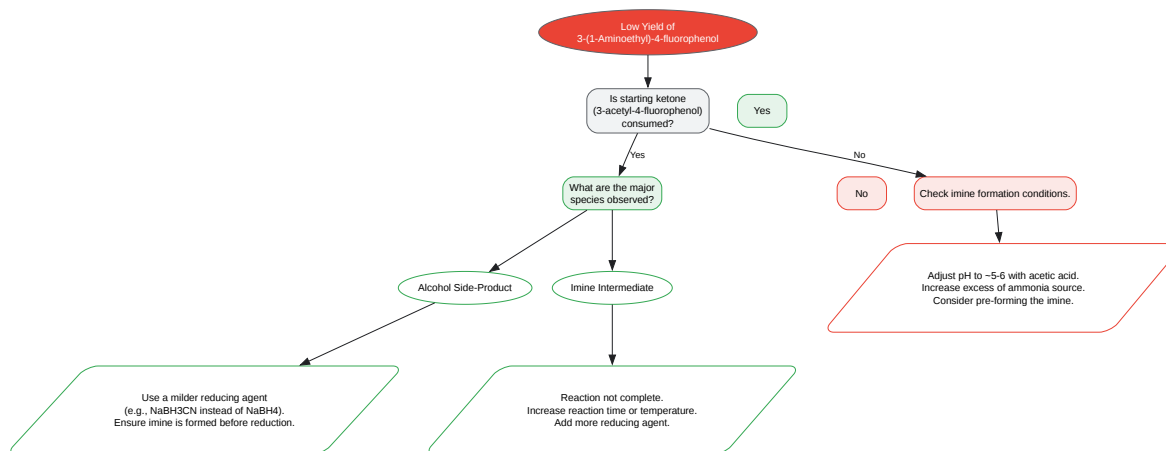 Low Yield of
3-(1-Aminoethyl)-4-fluorophenol
Is starting ketone
(3-acetyl-4-fluorophenol)
consumed?
Yes
Yes
No
What are the major
species observed?
No
Check imine formation conditions.
Alcohol Side-Product
Imine Intermediate
Adjust pH to ~5-6 with acetic acid.
Increase excess of ammonia source.
Consider pre-forming the imine.
Use a milder reducing agent
(e.g., NaBH3CN instead of NaBH4).
Ensure imine is formed before reduction.
Reaction not complete.
Increase reaction time or temperature.
Add more reducing agent.